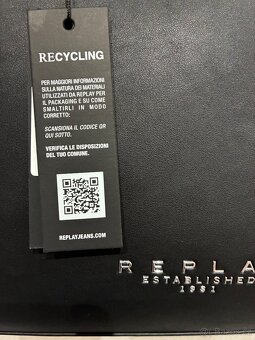 RECYCLING
PER MAGGIORI INFORMAZIONI
SULLA NATURA DEI MATERIALI
UTILIZZATI DA REPLAY PER
IL PACKAGING E SU COME
SMALTIRLI IN MODO
CORRETTO:
SCANSIONA IL CODICE QR
QUI SOTTO.
VERIFICA LE DISPOSIZIONI
DEL TUO COMUNE.
REPLAYJEANS.COM
REPLA
ESTABLISHED
1981